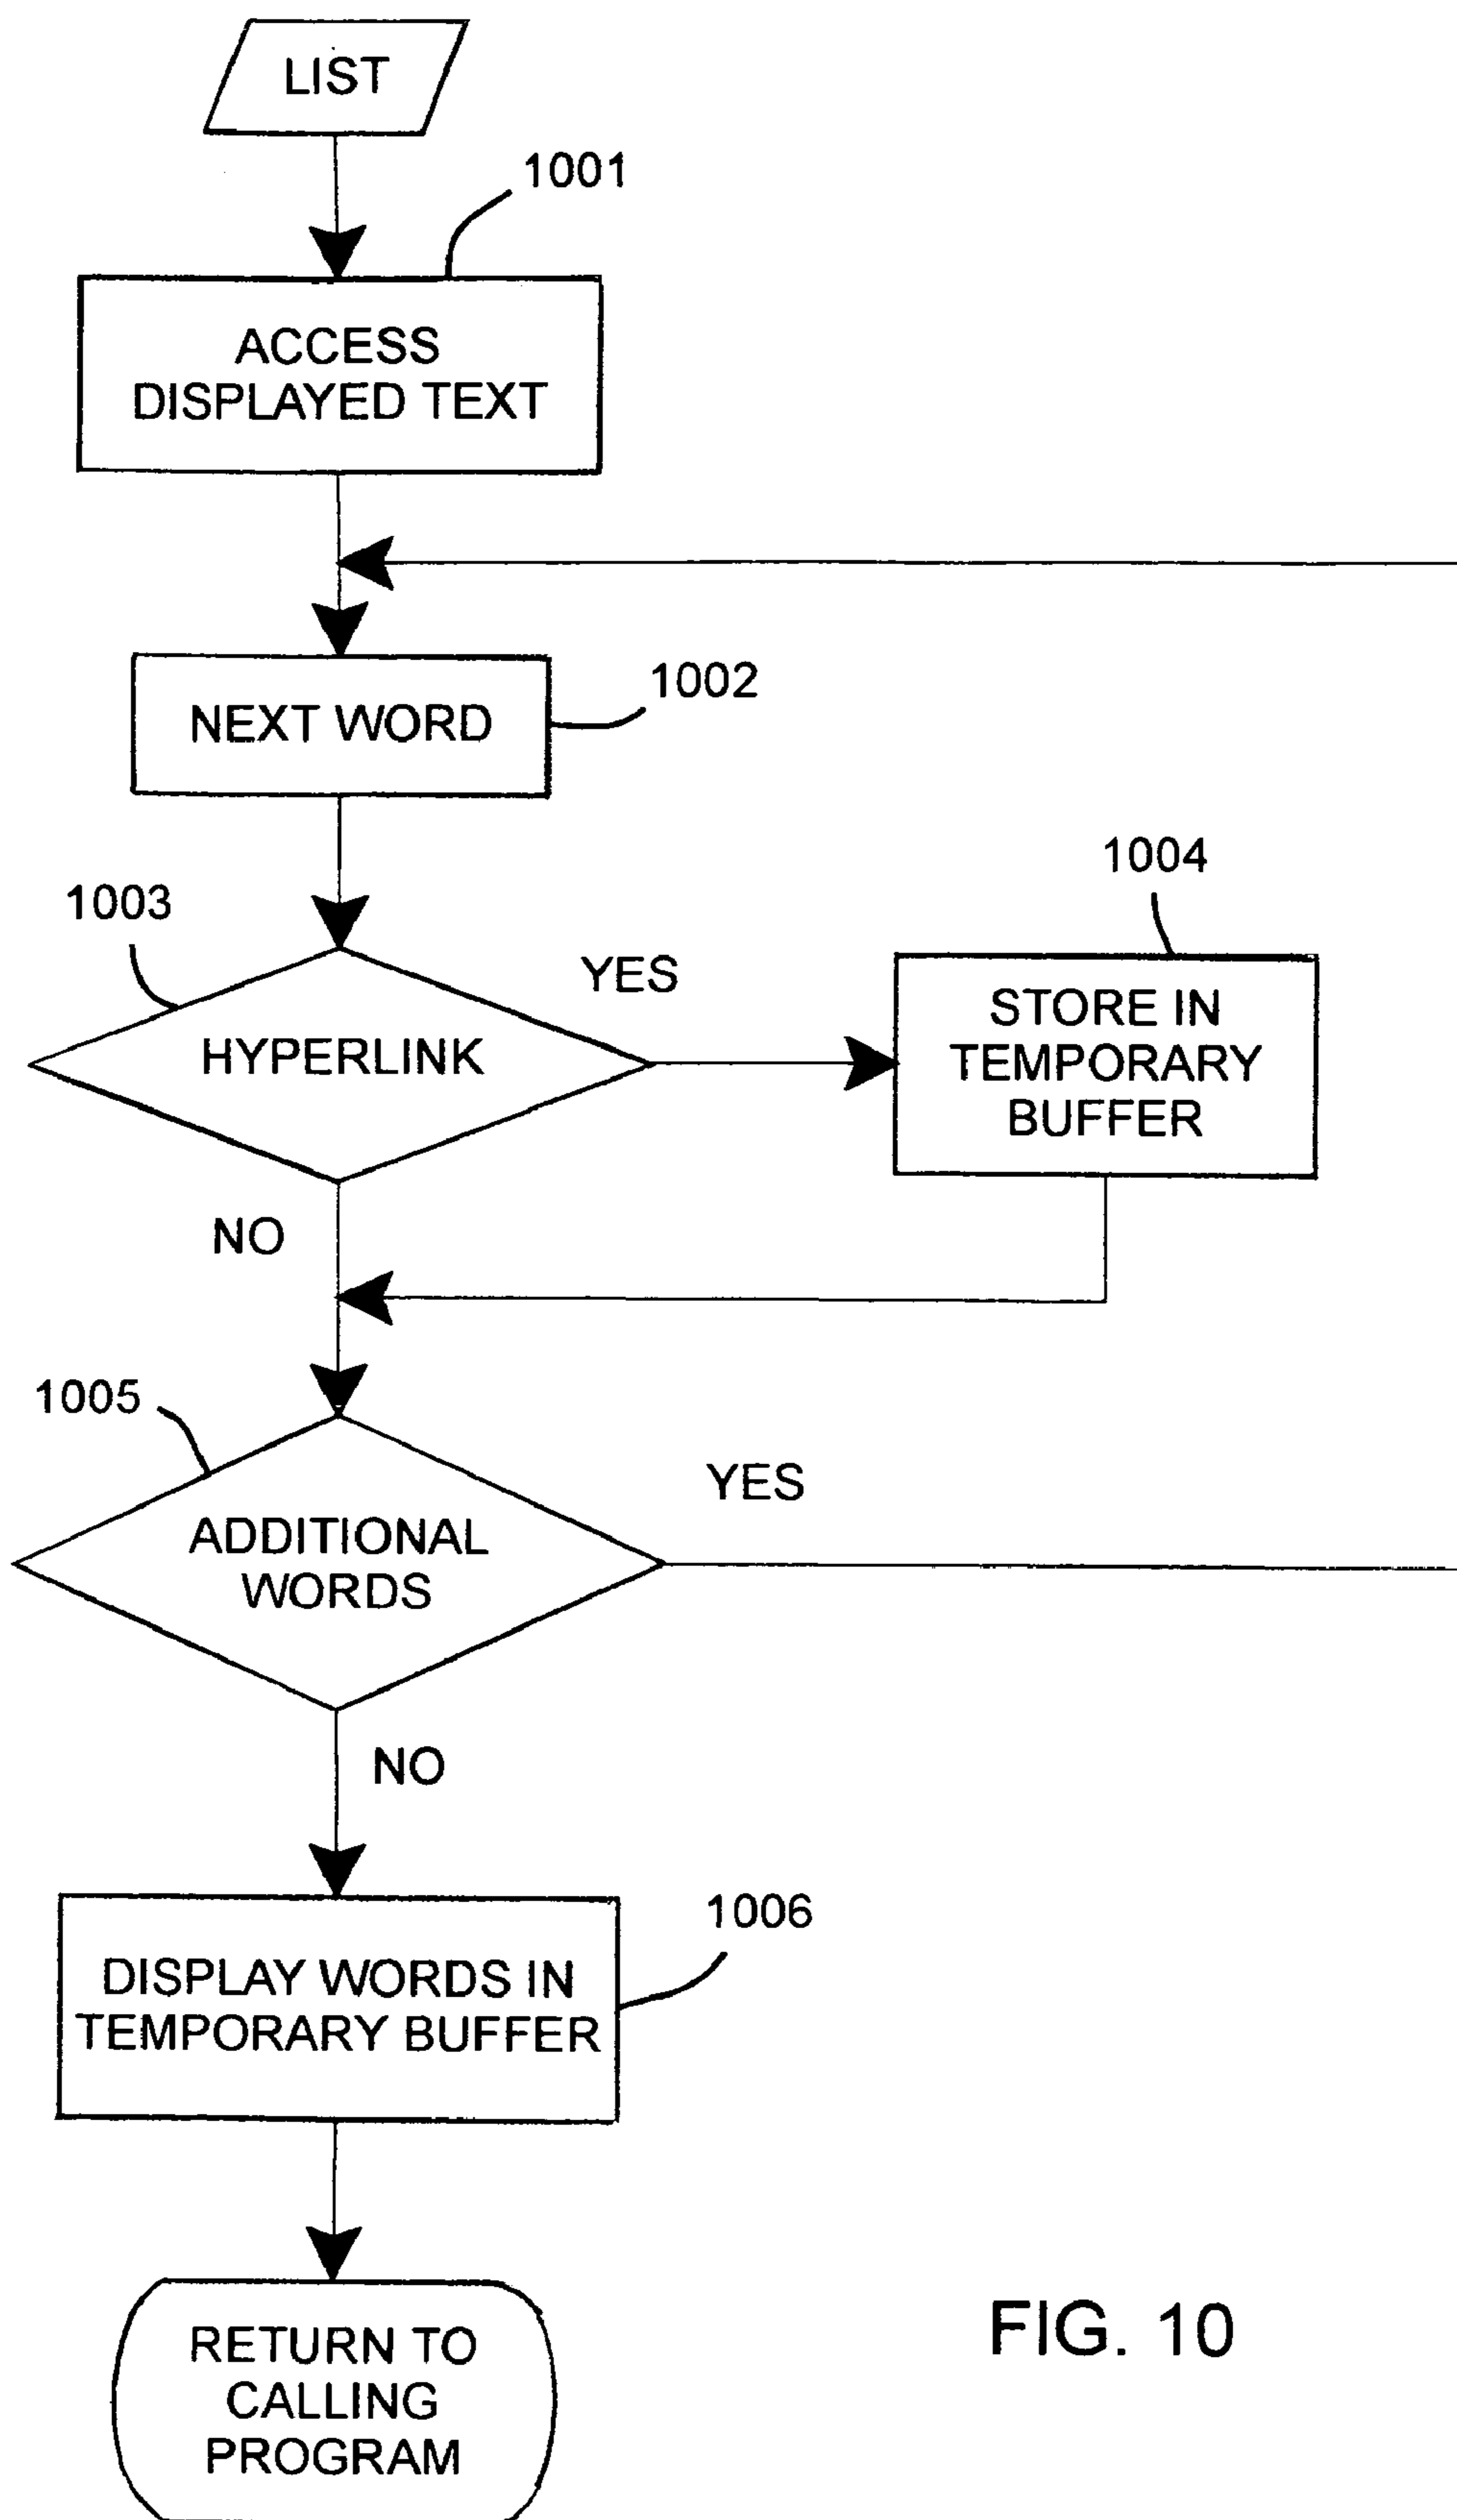 LIST
1001
ACCESS
DISPLAYED TEXT
NEXT WORD
1002
1003
HYPERLINK
YES
1004
STORE IN
TEMPORARY
BUFFER
NO
1005
ADDITIONAL
WORDS
YES
NO
1006
DISPLAY WORDS IN
TEMPORARY BUFFER
RETURN TO
CALLING
PROGRAM
FIG. 10